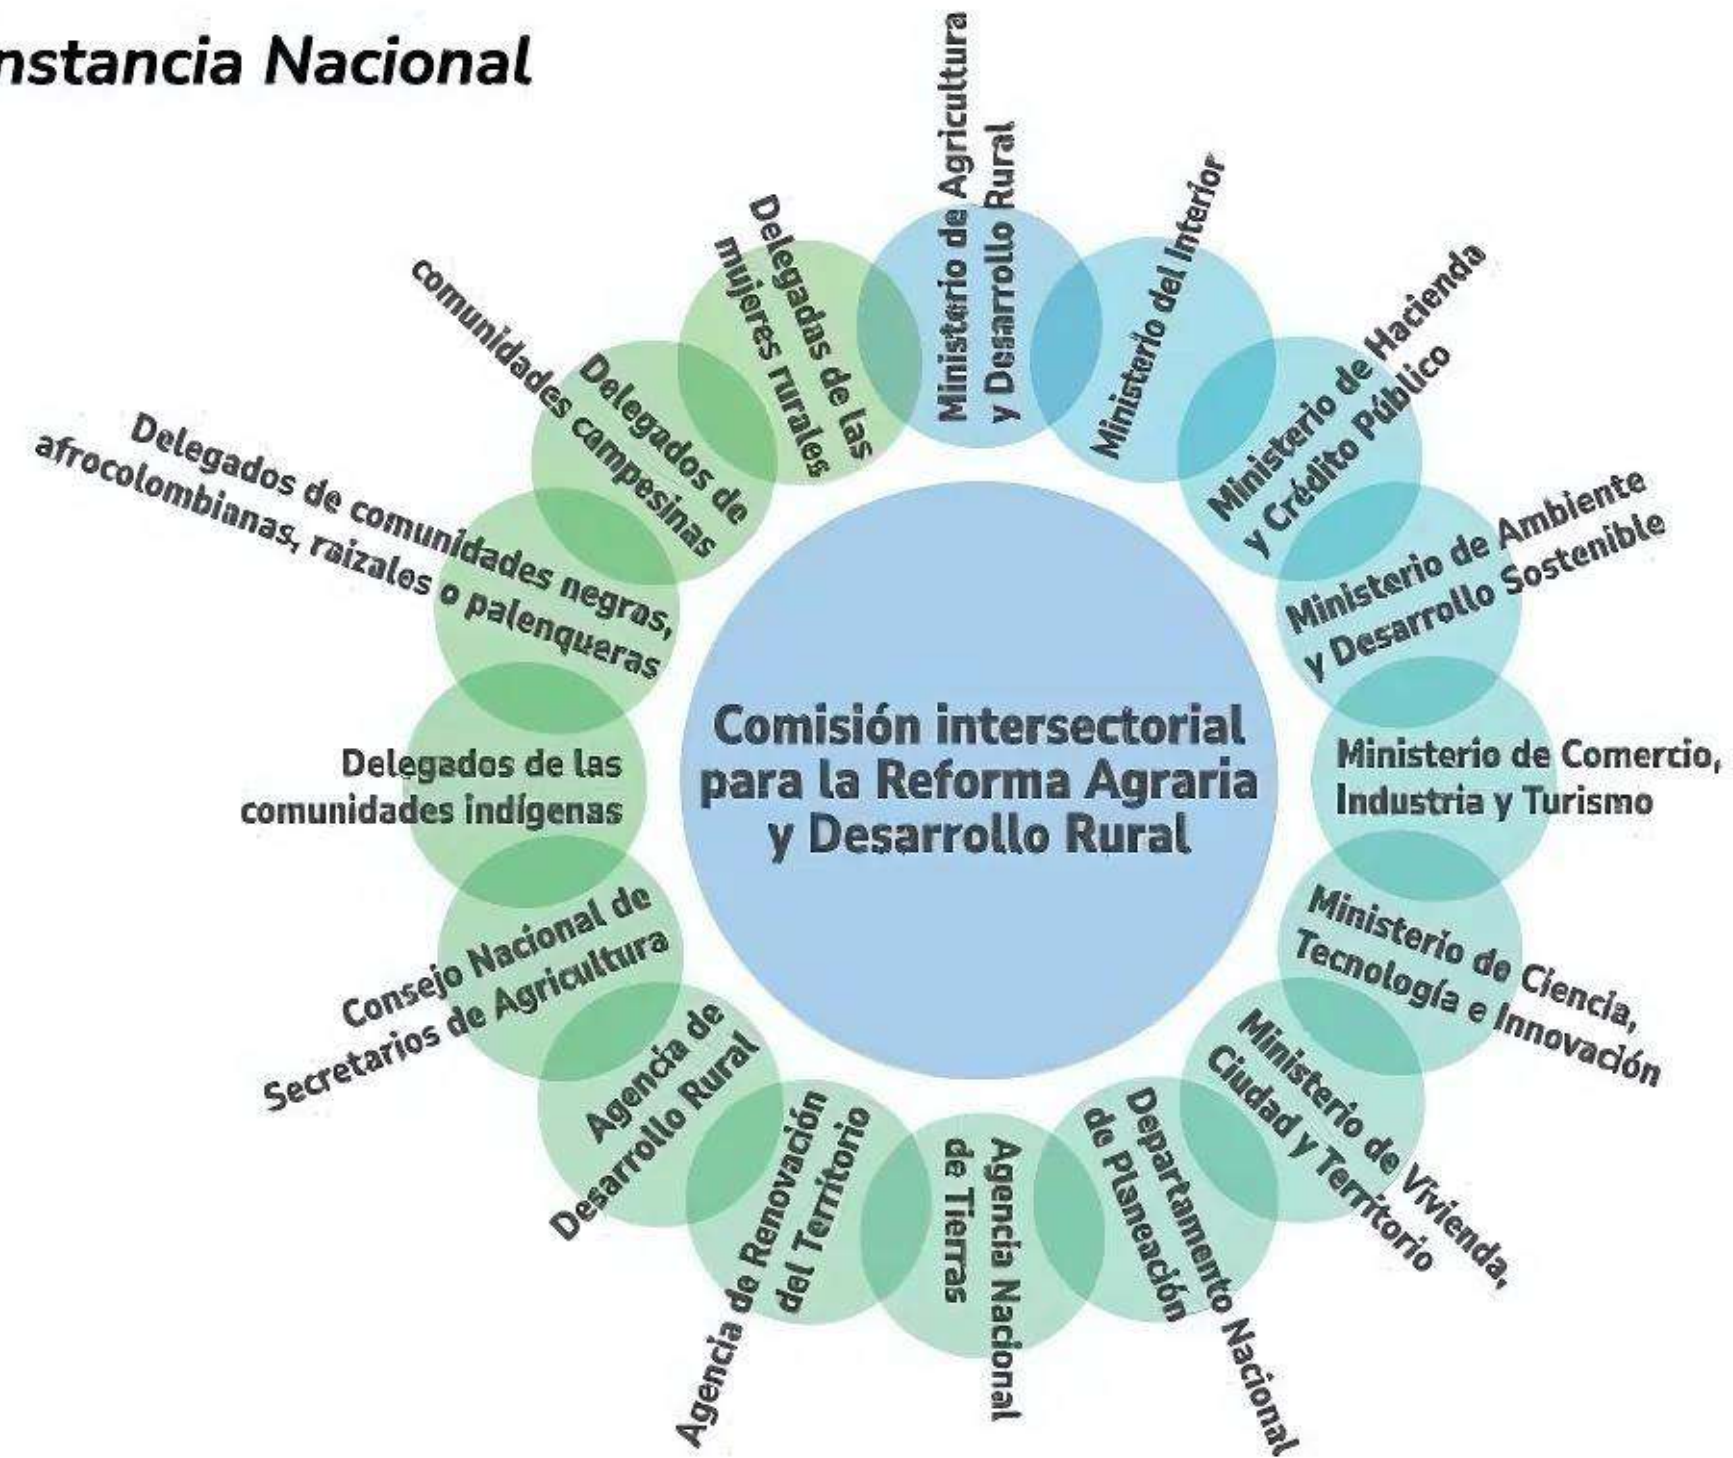 nstancia Nacional
Ministerio de Agricultura
y Desarrollo Rural
Ministerio del Interior
Ministerio de Hacienda
y Crédito Público
Ministerio de Ambiente
y Desarrollo Sostenible
Ministerio de Comercio,
Industria y Turismo
Ministerio de Ciencia,
Tecnología e Innovación
Ministerio de Vivienda,
Ciudad y Territorio
Departamento Nacional
de Planeación
Agencia Nacional
de Tierras
Agencia de Renovación
del Territorio
Agencia de
Desarrollo Rural
Consejo Nacional de
Secretarios de Agricultura
Delegados de las
comunidades indígenas
Delegados de comunidades negras,
afrocolombianas, raizales o palenqueras
Delegados de
comunidades campesinas
Delegadas de las
mujeres rurales
Comisión intersectorial
para la Reforma Agraria
y Desarrollo Rural